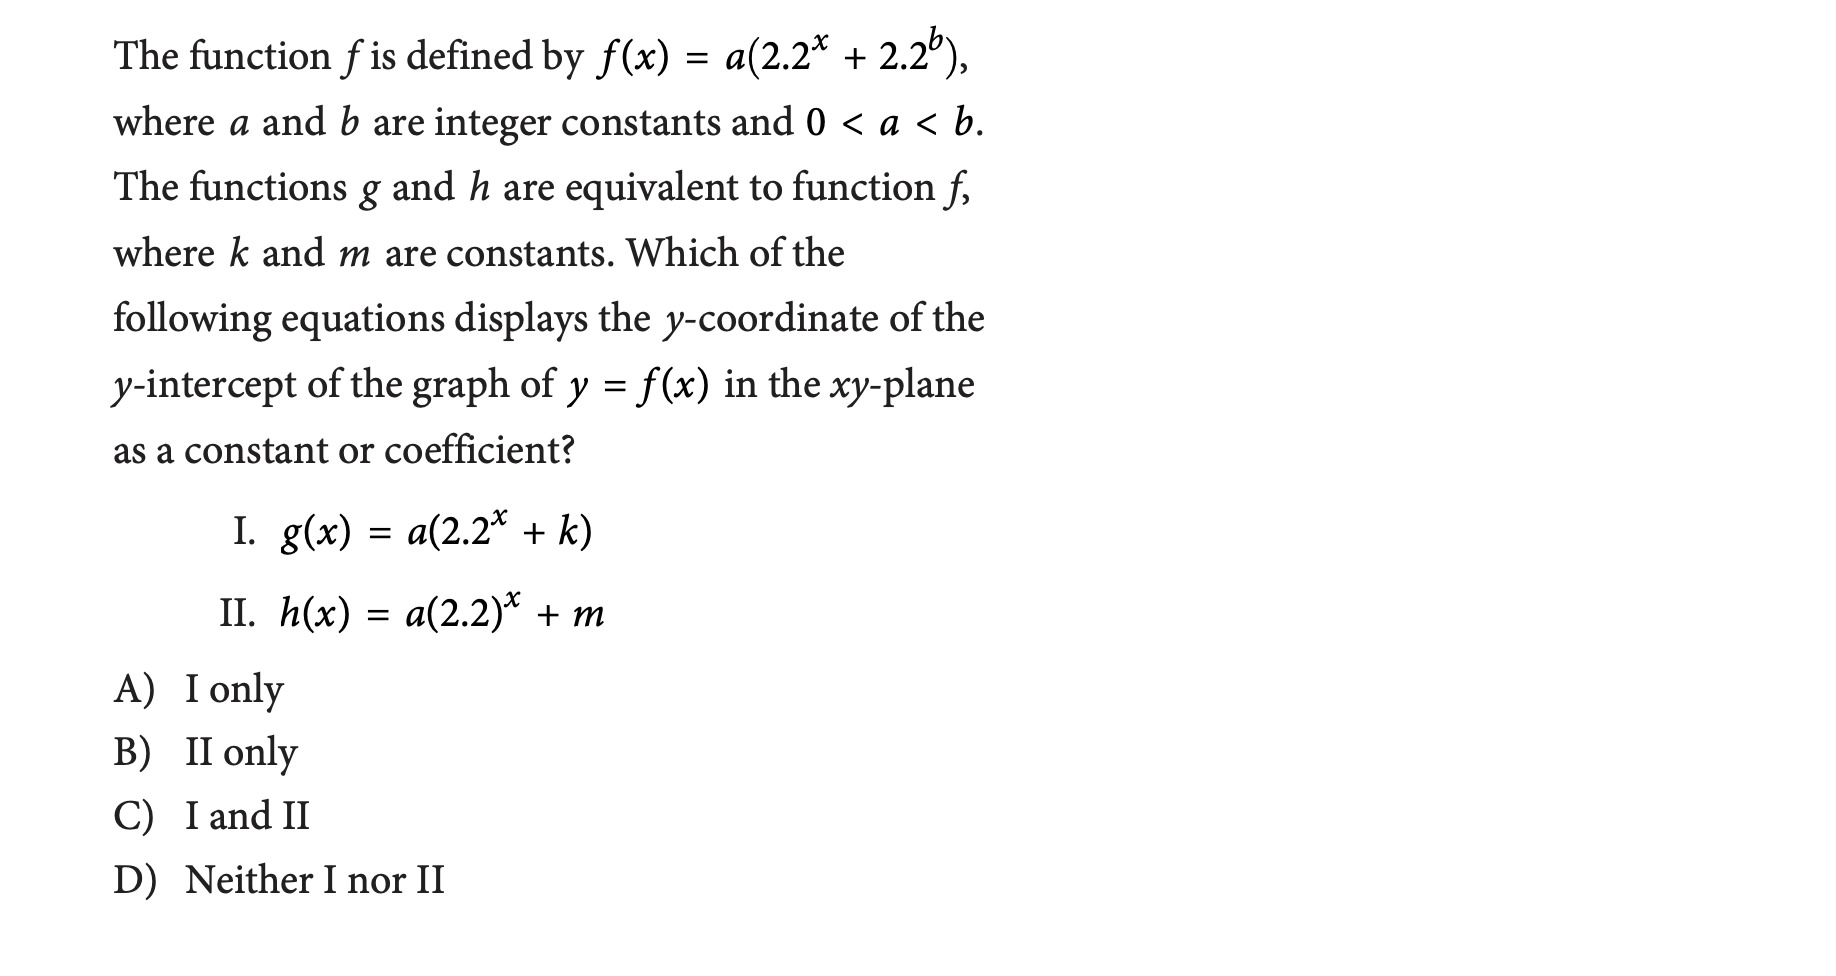 The function f is defined by f(x) = a(2.2ˣ + 2.2ᵇ),
where a and b are integer constants and 0 < a < b.
The functions g and h are equivalent to function f,
where k and m are constants. Which of the
following equations displays the y-coordinate of the
y-intercept of the graph of y = f(x) in the xy-plane
as a constant or coefficient?
I. g(x) = a(2.2ˣ + k)
II. h(x) = a(2.2)ˣ + m
A) I only
B) II only
C) I and II
D) Neither I nor II